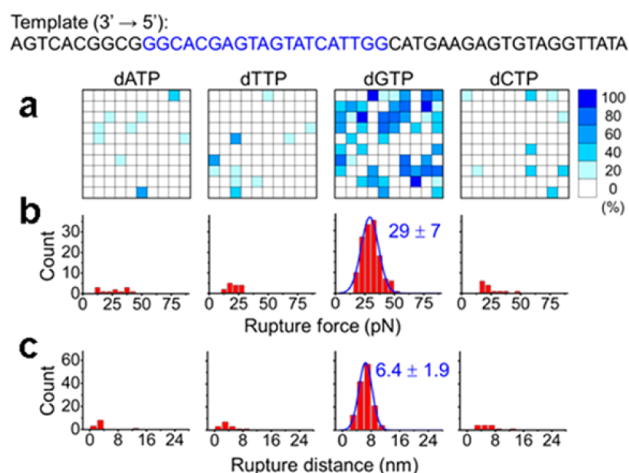 Template (3' → 5'):
AGTCACGGCGGGCACGAGTAGTATCATTGGCATGAAGAGTGTAGGTTATA
dATP dTTP dGTP dCTP
a
100
80
60
40
20
0
(%)
b
Count
30
20
10
0
29 ± 7
0 25 50 75 0 25 50 75 0 25 50 75 0 25 50 75
Rupture force (pN)
c
Count
60
40
20
0
6.4 ± 1.9
0 8 16 24 0 8 16 24 0 8 16 24 0 8 16 24
Rupture distance (nm)